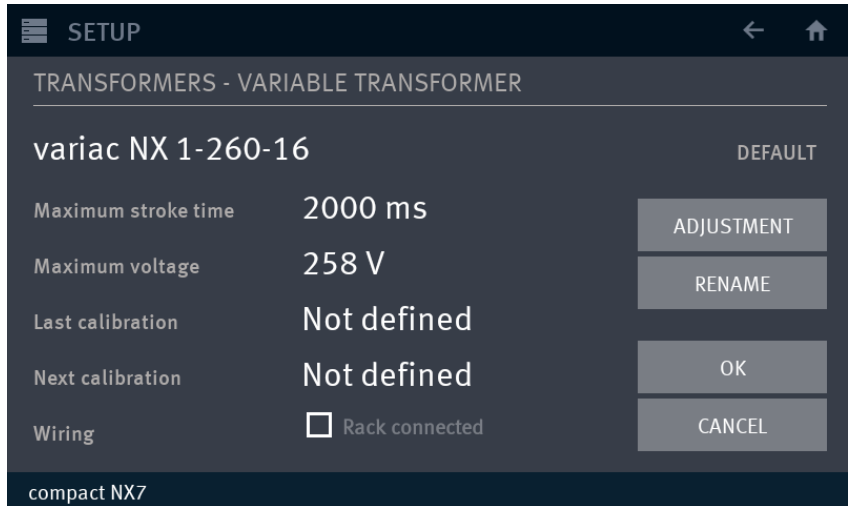 SETUP
TRANSFORMERS - VARIABLE TRANSFORMER
variac NX 1-260-16
DEFAULT
Maximum stroke time 2000 ms
ADJUSTMENT
Maximum voltage 258 V
RENAME
Last calibration Not defined
Next calibration Not defined
OK
Wiring Rack connected
CANCEL
compact NX7